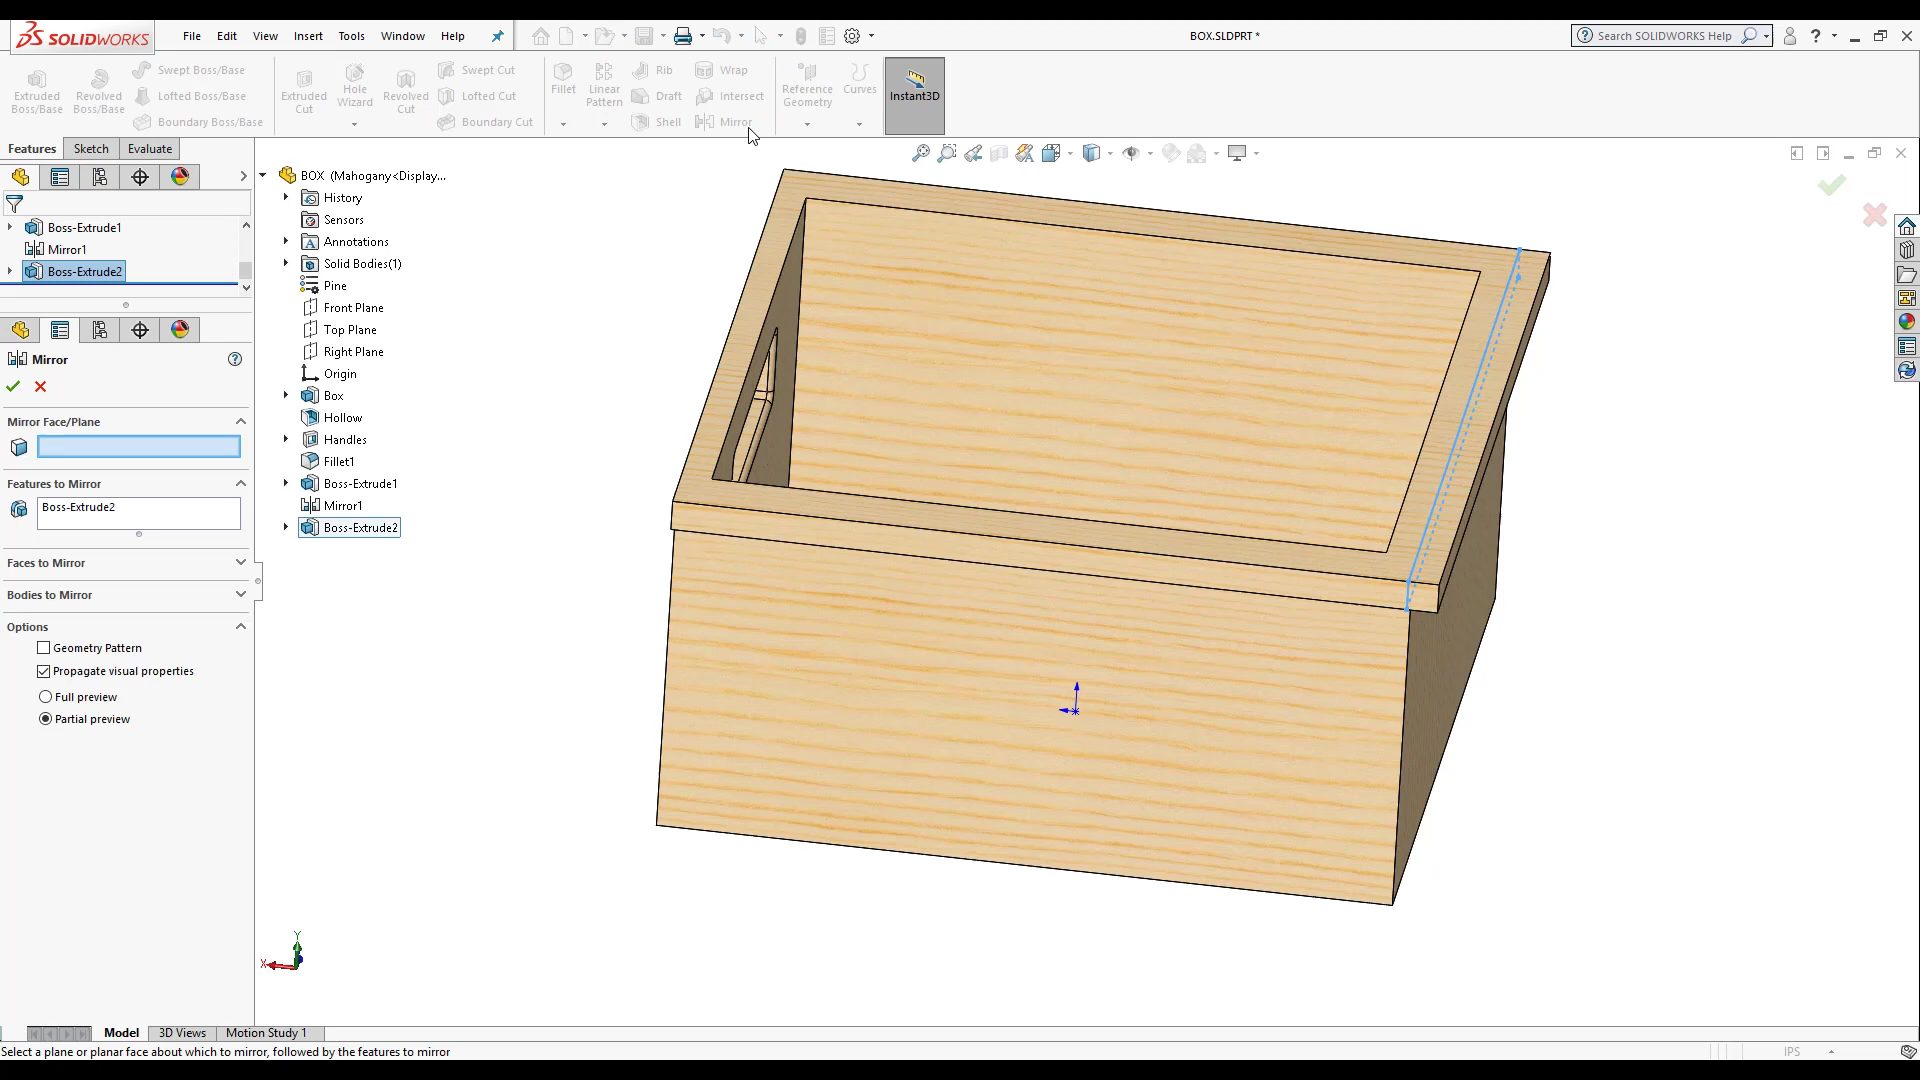 SOLIDWORKS
File Edit View Insert Tools Window Help
BOX.SLDPRT *
Search SOLIDWORKS Help
Extruded Boss/Base
Revolved Boss/Base
Swept Boss/Base
Lofted Boss/Base
Boundary Boss/Base
Extruded Cut
Hole Wizard
Revolved Cut
Swept Cut
Lofted Cut
Boundary Cut
Fillet
Linear Pattern
Rib
Draft
Shell
Wrap
Intersect
Mirror
Reference Geometry
Curves
Instant3D
Features Sketch Evaluate
Boss-Extrude1
Mirror1
Boss-Extrude2
Mirror
Mirror Face/Plane
Features to Mirror
Boss-Extrude2
Faces to Mirror
Bodies to Mirror
Options
Geometry Pattern
Propagate visual properties
Full preview
Partial preview
BOX (Mahogany<Display...
History
Sensors
Annotations
Solid Bodies(1)
Pine
Front Plane
Top Plane
Right Plane
Origin
Box
Hollow
Handles
Fillet1
Boss-Extrude1
Mirror1
Boss-Extrude2
Y
X
Model 3D Views Motion Study 1
Select a plane or planar face about which to mirror, followed by the features to mirror
IPS